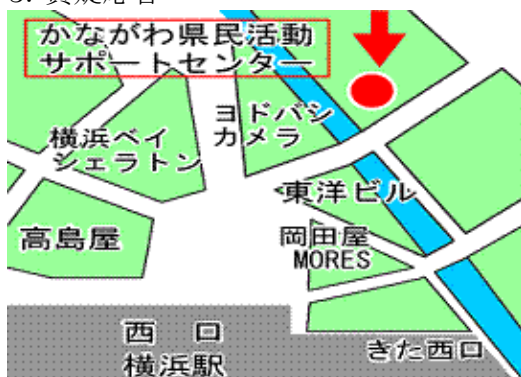 かながわ県民活動
サポートセンター
ヨドバシ
カメラ
横浜ベイ
シェラトン
東洋ビル
高島屋
岡田屋
MORES
西口
横浜駅
きた西口